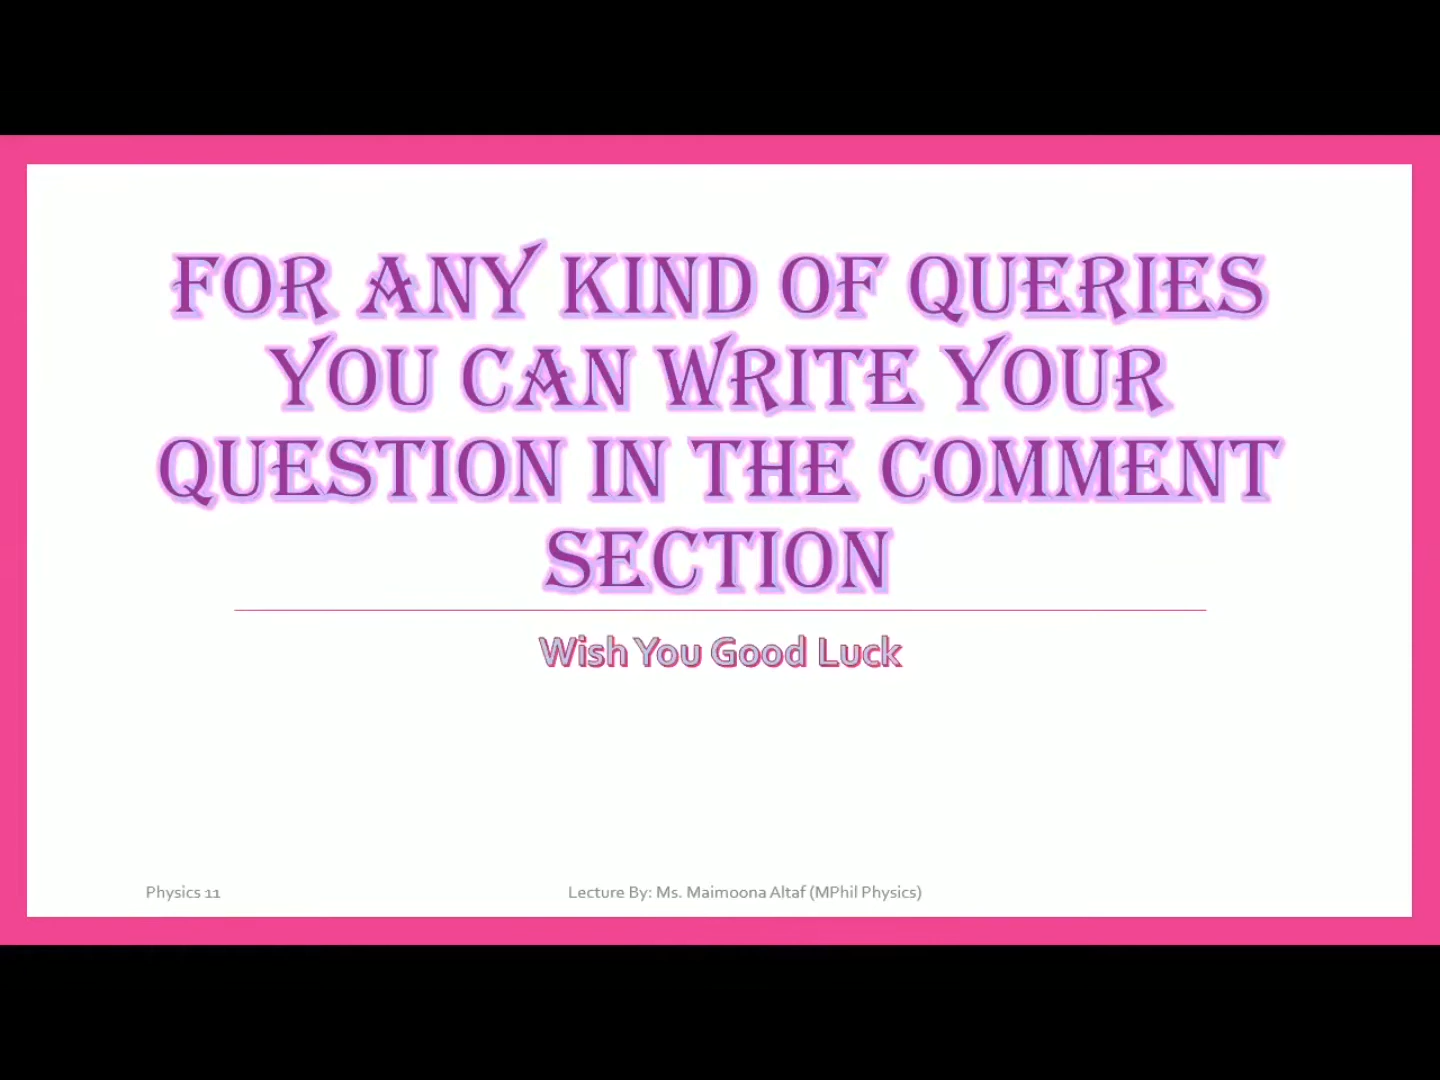 FOR ANY KIND OF QUERIES
YOU CAN WRITE YOUR
QUESTION IN THE COMMENT
SECTION
Wish You Good Luck
Physics 11
Lecture By: Ms. Maimoona Altaf (MPhil Physics)